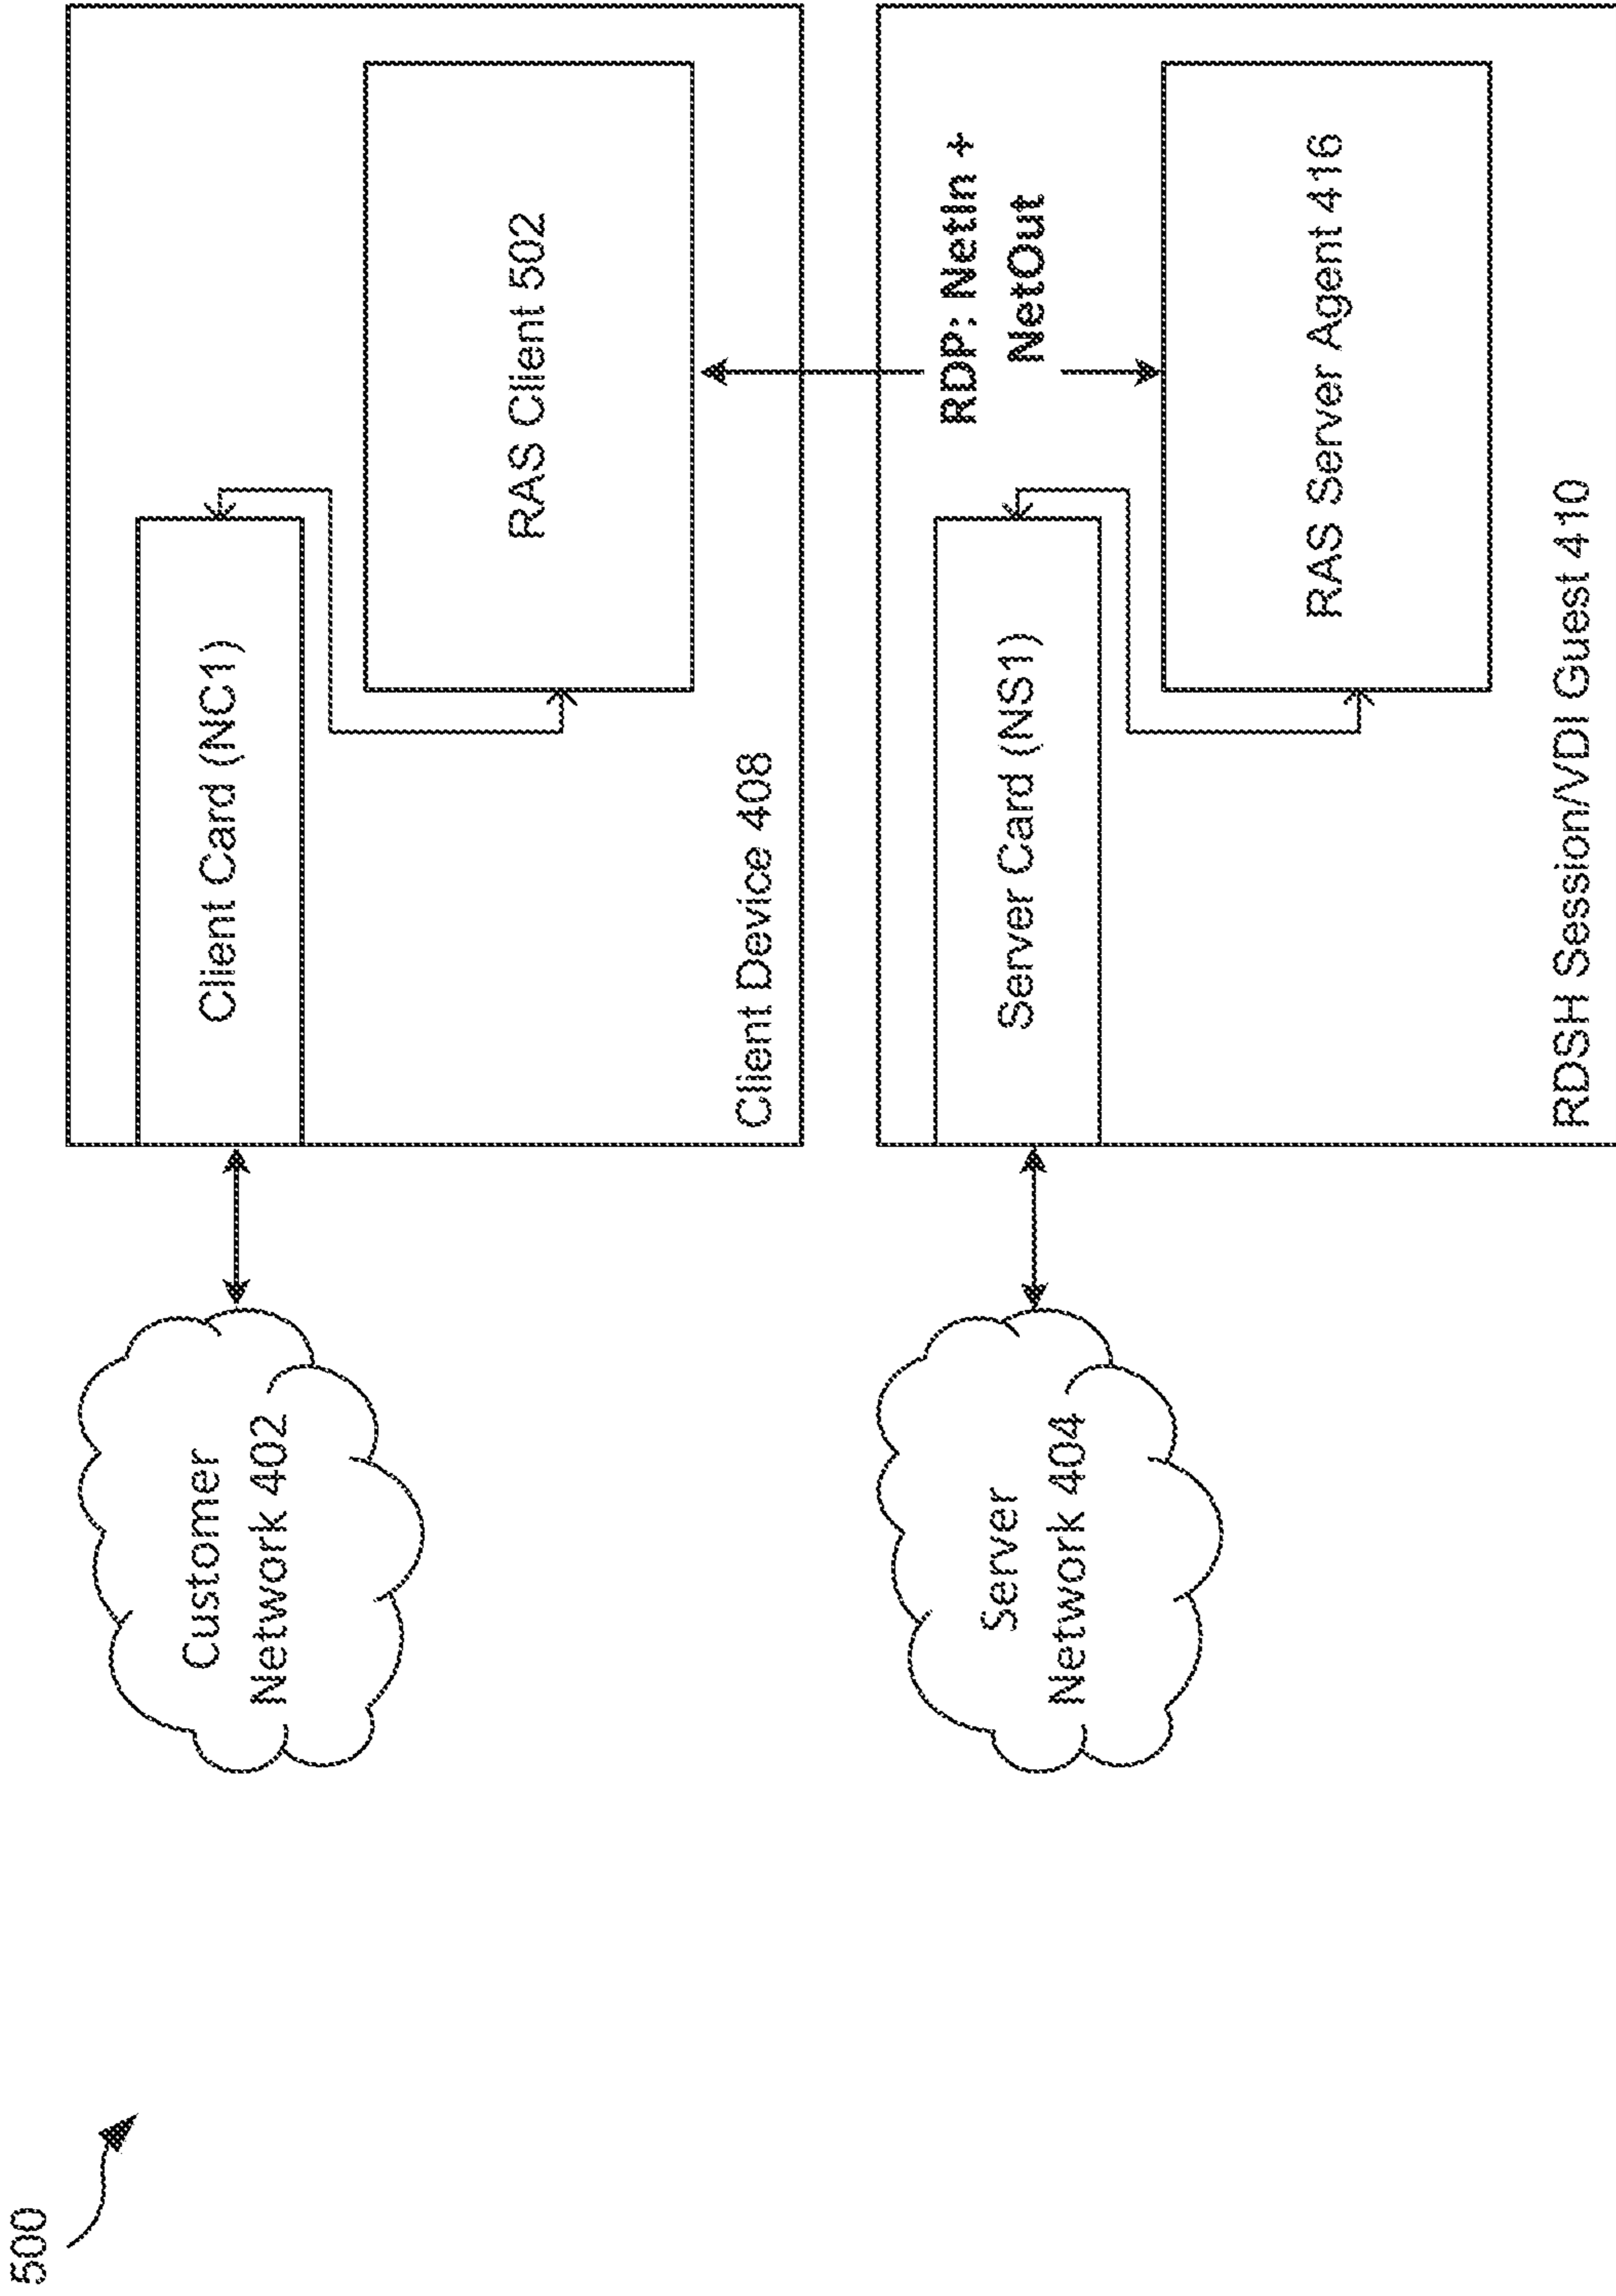 500
Customer
Network 402
Client Card (NC1)
RAS Client 502
Client Device 408
Server
Network 404
Server Card (NS1)
RDP: NetIn +
NetOut
RAS Server Agent 416
RDSH Session/VDI Guest 410